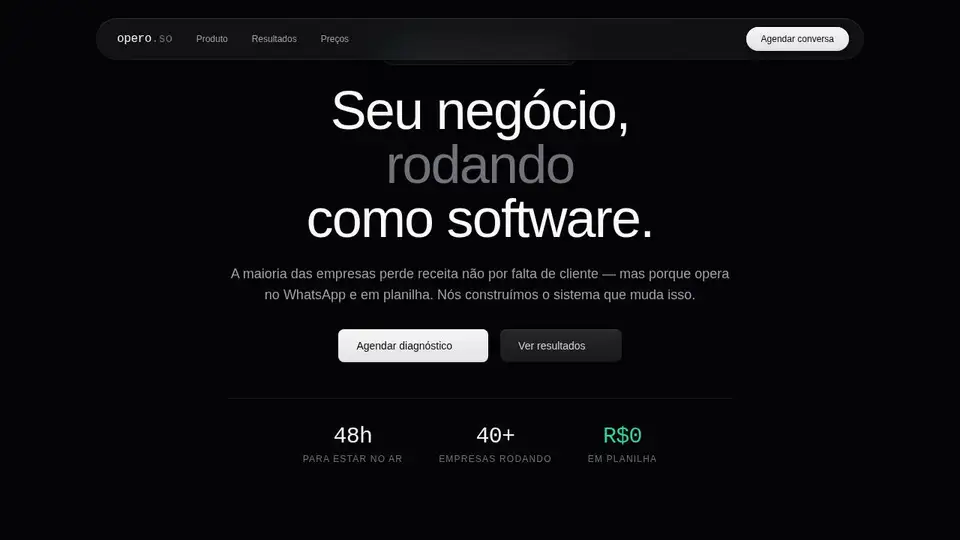 opero.so
Produto
Resultados
Preços
Agendar conversa
Seu negócio,
rodando
como software.
A maioria das empresas perde receita não por falta de cliente — mas porque opera
no WhatsApp e em planilha. Nós construímos o sistema que muda isso.
Agendar diagnóstico
Ver resultados
48h
PARA ESTAR NO AR
40+
EMPRESAS RODANDO
R$0
EM PLANILHA